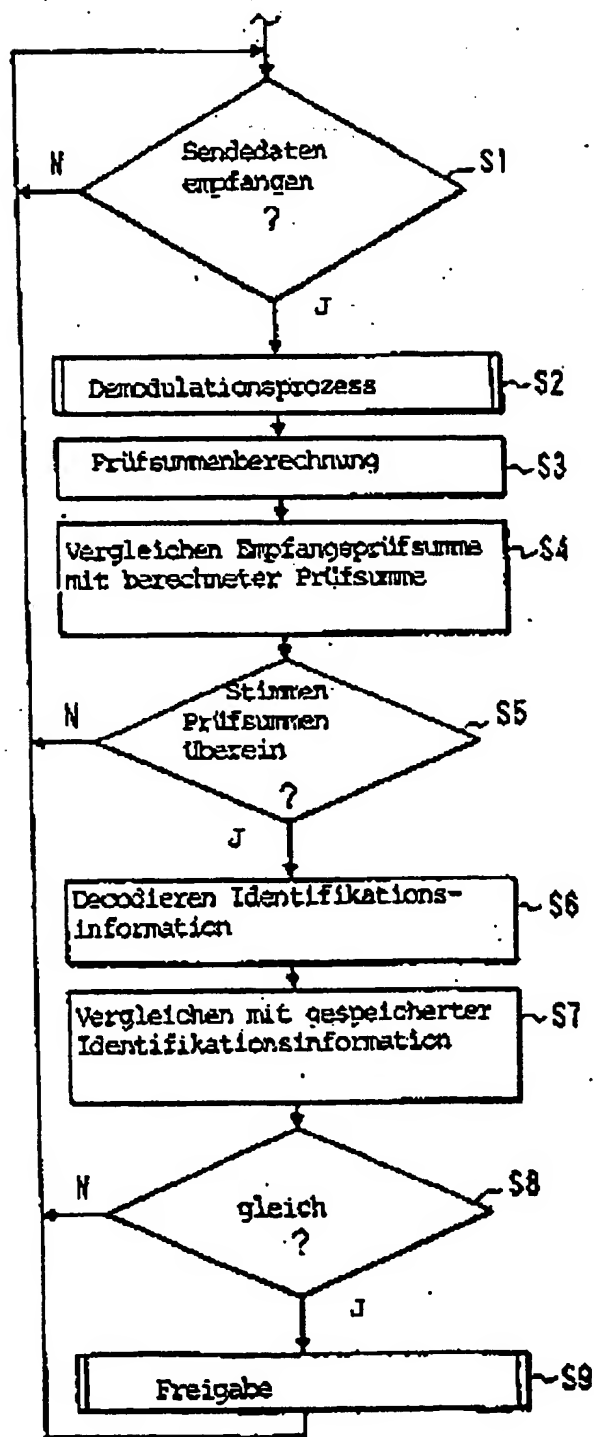 Sendedaten
empfangen
?
N
S1
J
Demodulationsprozess
S2
Prüfsummenberechnung
S3
Vergleichen Empfangsprüfsumme
mit berechneter Prüfsumme
S4
Stimmen
Prüfsummen
überein
?
N
S5
J
Decodieren Identifikations-
information
S6
Vergleichen mit gespeicherter
Identifikationsinformation
S7
gleich
?
N
S8
J
Freigabe
S9